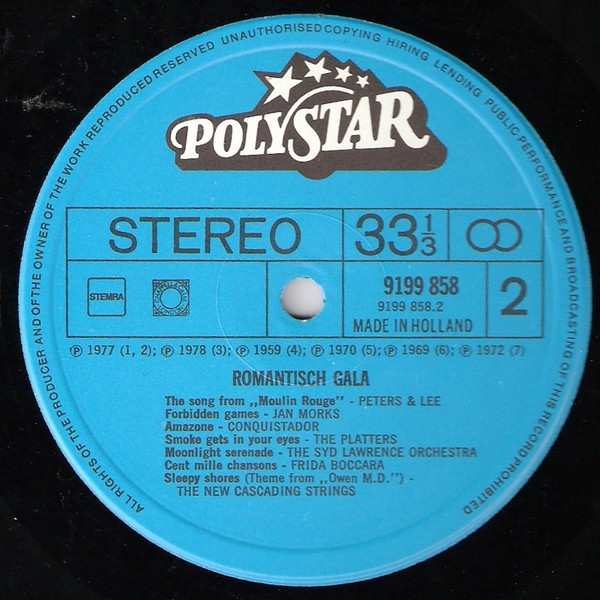 ALL RIGHTS OF THE PRODUCER AND OF THE OWNER OF THE WORK REPRODUCED RESERVED UNAUTHORISED COPYING HIRING LENDING PUBLIC PERFORMANCE AND BROADCASTING OF THIS RECORD PROHIBITED
POLYSTAR
STEREO 33 1/3
STEMRA
9199 858
9199 858.2
MADE IN HOLLAND
2
Ⓟ 1977 (1, 2); Ⓟ 1978 (3); Ⓟ 1959 (4); Ⓟ 1970 (5); Ⓟ 1969 (6); Ⓟ 1972 (7)
ROMANTISCH GALA
The song from ,,Moulin Rouge'' - PETERS & LEE
Forbidden games - JAN MORKS
Amazone - CONQUISTADOR
Smoke gets in your eyes - THE PLATTERS
Moonlight serenade - THE SYD LAWRENCE ORCHESTRA
Cent mille chansons - FRIDA BOCCARA
Sleepy shores (Theme from ,,Owen M.D.'') -
THE NEW CASCADING STRINGS